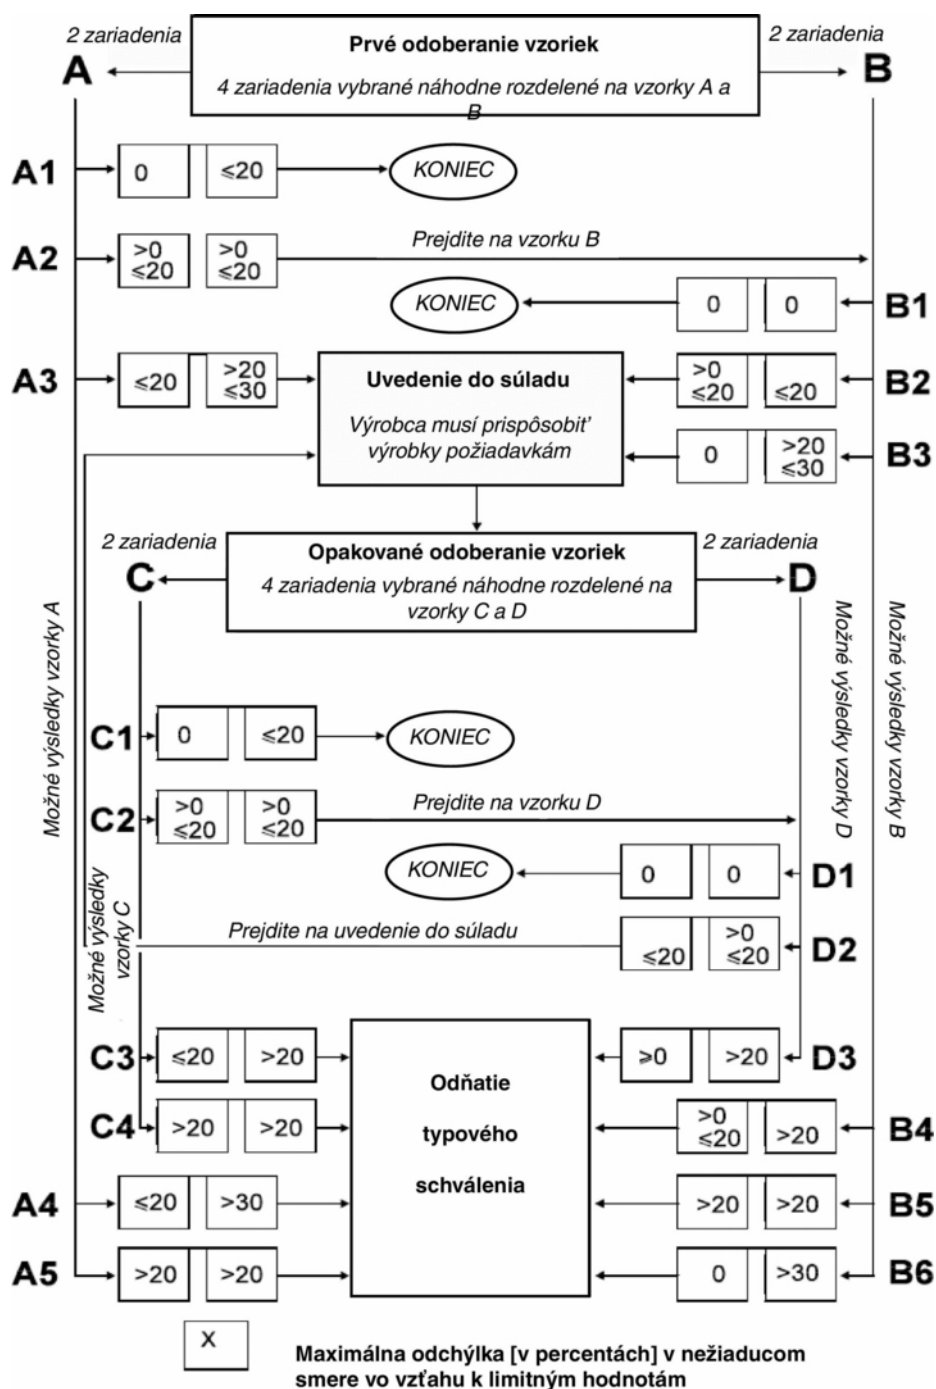 2 zariadenia
2 zariadenia
A
Prvé odoberanie vzoriek
B
4 zariadenia vybrané náhodne rozdelené na vzorky A a
B
A1
0
≤20
KONIEC
A2
>0
≤20
>0
≤20
Prejdite na vzorku B
KONIEC
0
0
B1
A3
≤20
>20
≤30
Uvedenie do súladu
Výrobca musí prispôsobiť
výrobky požiadavkám
>0
≤20
≤20
B2
0
>20
≤30
B3
2 zariadenia
2 zariadenia
C
Opakované odoberanie vzoriek
D
4 zariadenia vybrané náhodne rozdelené na
vzorky C a D
Možné výsledky vzorky A
Možné výsledky vzorky D
Možné výsledky vzorky B
C1
0
≤20
KONIEC
C2
>0
≤20
>0
≤20
Prejdite na vzorku D
KONIEC
0
0
D1
Možné výsledky
vzorky C
Prejdite na uvedenie do súladu
≤20
>0
≤20
D2
C3
≤20
>20
Odňatie
typového
schválenia
≥0
>20
D3
C4
>20
>20
>0
≤20
>20
B4
A4
≤20
>30
>20
>20
B5
A5
>20
>20
0
>30
B6
X
Maximálna odchýlka [v percentách] v nežiaducom
smere vo vzťahu k limitným hodnotám